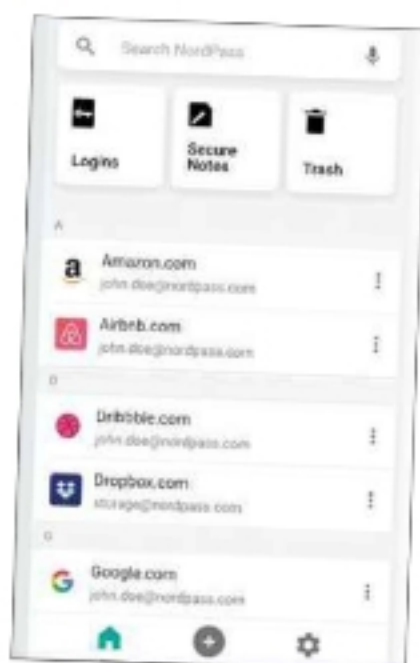 Search NordPass
Logins
Secure
Notes
Trash
A
Amazon.com
john.doe@nordpass.com
Airbnb.com
john.doe@nordpass.com
D
Dribbble.com
john.doe@nordpass.com
Dropbox.com
storage@nordpass.com
G
Google.com
john.doe@nordpass.com